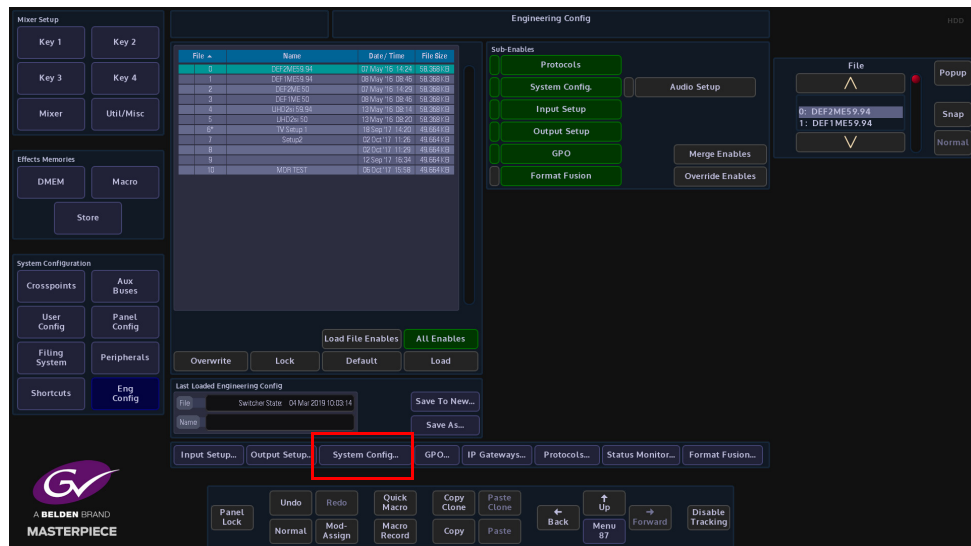 Mixer Setup
Key 1
Key 2
Key 3
Key 4
Mixer
Util/Misc
Effects Memories
DMEM
Macro
Store
System Configuration
Crosspoints
Aux
Buses
User
Config
Panel
Config
Filing
System
Peripherals
Shortcuts
Eng
Config
GV
A BELDEN BRAND
MASTERPIECE
Engineering Config
HDD
File Name Date / Time File Size
0 DEF2ME59.94 07 May '16 14:24 58.368 KB
1 DEF1ME59.94 08 May '16 08:46 58.368 KB
2 DEF2ME 50 07 May '16 14:29 58.368 KB
3 DEF1ME 50 08 May '16 08:46 58.368 KB
4 UHD2si 59.94 13 May '16 08:14 58.368 KB
5 UHD2si 50 13 May '16 08:20 58.368 KB
6* TV Setup 1 18 Sep '17 14:20 49.664 KB
7 Setup2 02 Oct '17 11:26 49.664 KB
8 02 Oct '17 11:29 49.664 KB
9 12 Sep '17 16:34 49.664 KB
10 MOR TEST 06 Oct '17 15:58 49.664 KB
Load File Enables
All Enables
Overwrite
Lock
Default
Load
Last Loaded Engineering Config
File Switcher State: 04 Mar 2019 10:03:14
Name
Save To New...
Save As...
Sub-Enables
Protocols
System Config.
Audio Setup
Input Setup
Output Setup
GPO
Merge Enables
Format Fusion
Override Enables
File
0: DEF2ME59.94
1: DEF1ME59.94
Popup
Snap
Normal
Input Setup...
Output Setup...
System Config...
GPO...
IP Gateways...
Protocols...
Status Monitor...
Format Fusion...
Panel
Lock
Undo
Redo
Quick
Macro
Copy
Clone
Paste
Clone
Normal
Mod-
Assign
Macro
Record
Copy
Paste
Back
Up
Menu
87
Forward
Disable
Tracking